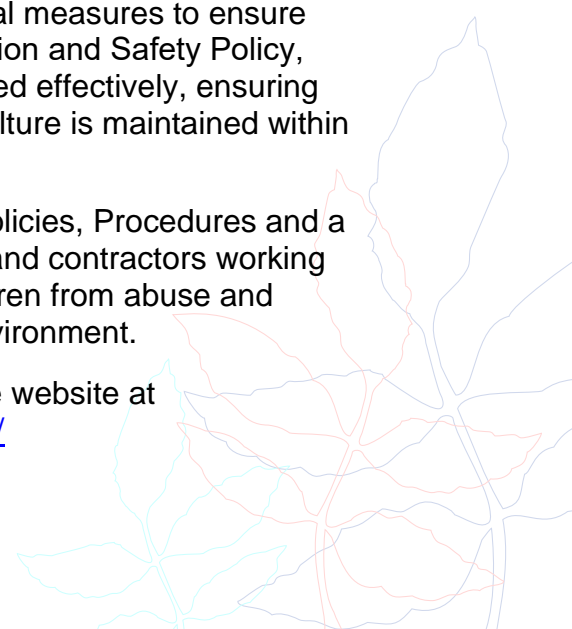 al measures to ensure
ion and Safety Policy,
ed effectively, ensuring
lture is maintained within
olicies, Procedures and a
and contractors working
ren from abuse and
vironment.
e website at
/